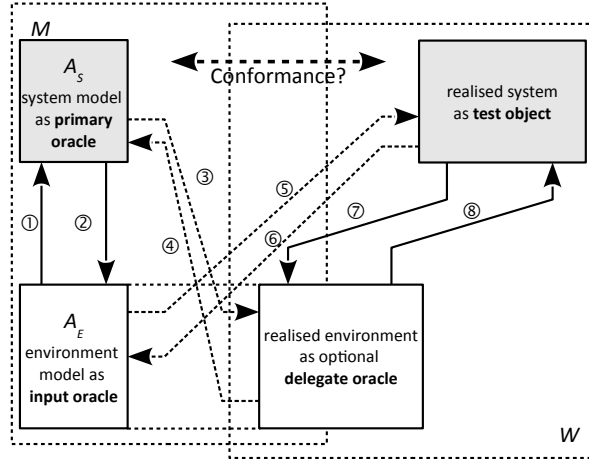 M
A_S
system model
as primary
oracle
Conformance?
realised system
as test object
①
②
③
④
⑤
⑥
⑦
⑧
A_E
environment
model as
input oracle
realised environment
as optional
delegate oracle
W